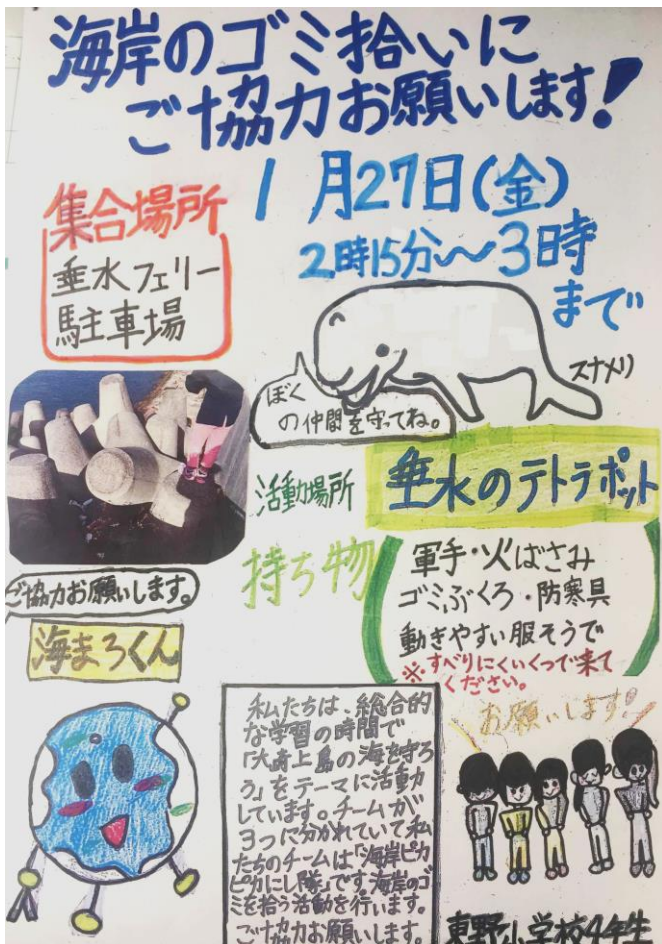 海岸のゴミ拾いに
ご協力お願いします!
1月27日(金)
2時15分〜3時
まで
集合場所
垂水フェリー
駐車場
スナメリ
ぼく
の仲間を守ってね。
活動場所
垂水のテトラポット
持ち物
軍手・火ばさみ
ゴミぶくろ・防寒具
動きやすい服そうで
※すべりにくいくつで来て
ください。
ご協力お願いします。
海まろくん
私たちは、総合的
な学習の時間で
「大崎上島の海を守ろ
う」をテーマに活動
しています。チームが
3つに分かれていて私
たちのチームは「海岸ピカ
ピカにし隊」です。海岸のゴ
ミを拾う活動を行います。
ご協力お願いします。
お願いします!
東野小学校4年生